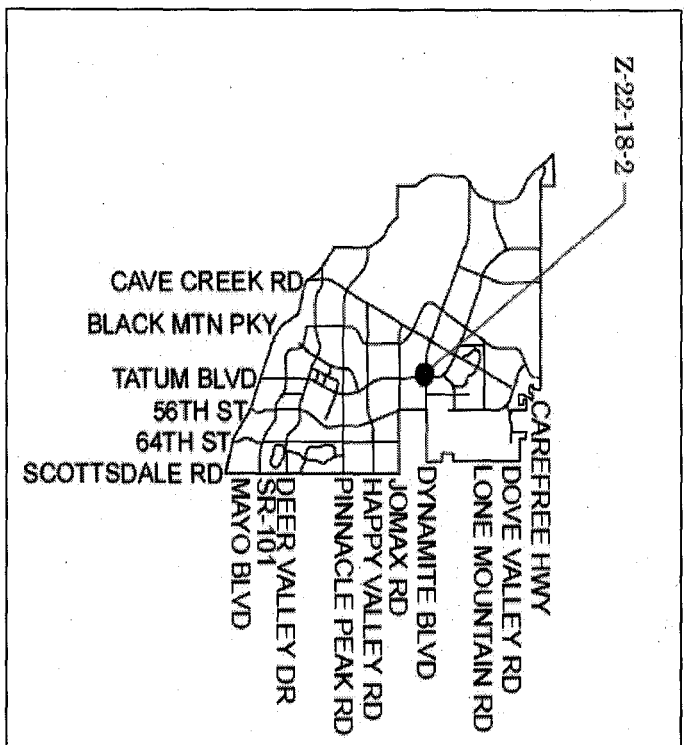 Z-22-18-2
CAVE CREEK RD
BLACK MTN PKY
TATUM BLVD
56TH ST
64TH ST
SCOTTSDALE RD
MAYO BLVD
SR-101
DEER VALLEY DR
PINNACLE PEAK RD
HAPPY VALLEY RD
JOMAX RD
DYNAMITE BLVD
LONE MOUNTAIN RD
DOVE VALLEY RD
CAREFREE HWY